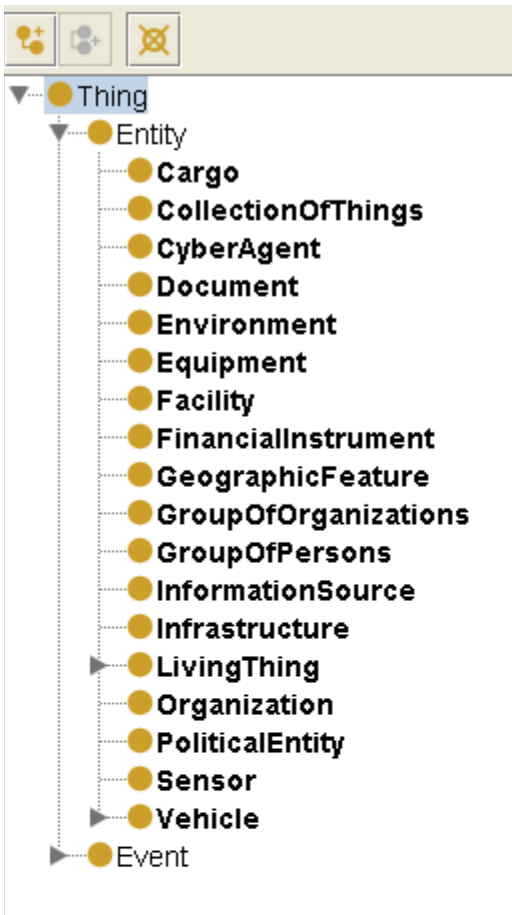 Thing
Entity
Cargo
CollectionOfThings
CyberAgent
Document
Environment
Equipment
Facility
FinancialInstrument
GeographicFeature
GroupOfOrganizations
GroupOfPersons
InformationSource
Infrastructure
LivingThing
Organization
PoliticalEntity
Sensor
Vehicle
Event